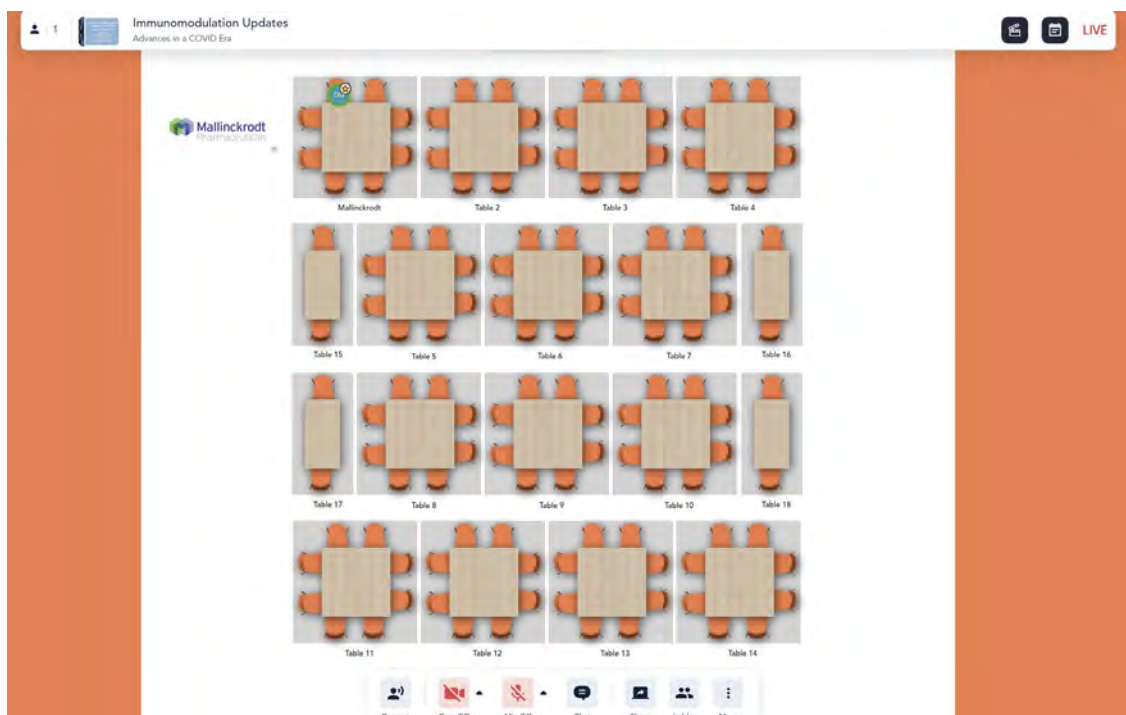 1
Immunomodulation Updates
Advances in a COVID Era
LIVE
Mallinckrodt
Pharmaceuticals
Mallinckrodt
Table 2
Table 3
Table 4
Table 15
Table 5
Table 6
Table 7
Table 16
Table 17
Table 8
Table 9
Table 10
Table 18
Table 11
Table 12
Table 13
Table 14